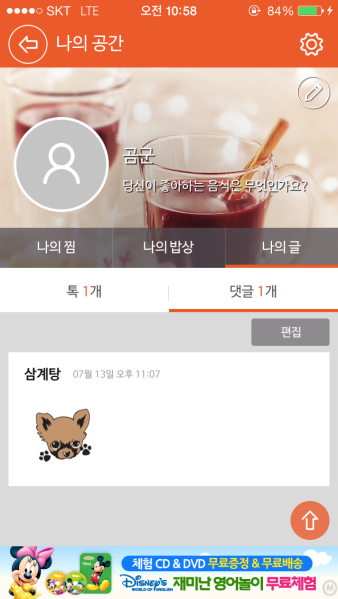 SKT LTE 오전 10:58 84%
나의 공간
곰군
당신이 좋아하는 음식은 무엇인가요?
나의 찜 나의 밥상 나의 글
톡 1개 댓글 1개
편집
삼계탕 07월 13일 오후 11:07
체험 CD & DVD 무료증정 & 무료배송
DISNEY'S WORLD OF ENGLISH 재미난 영어놀이 무료체험 M